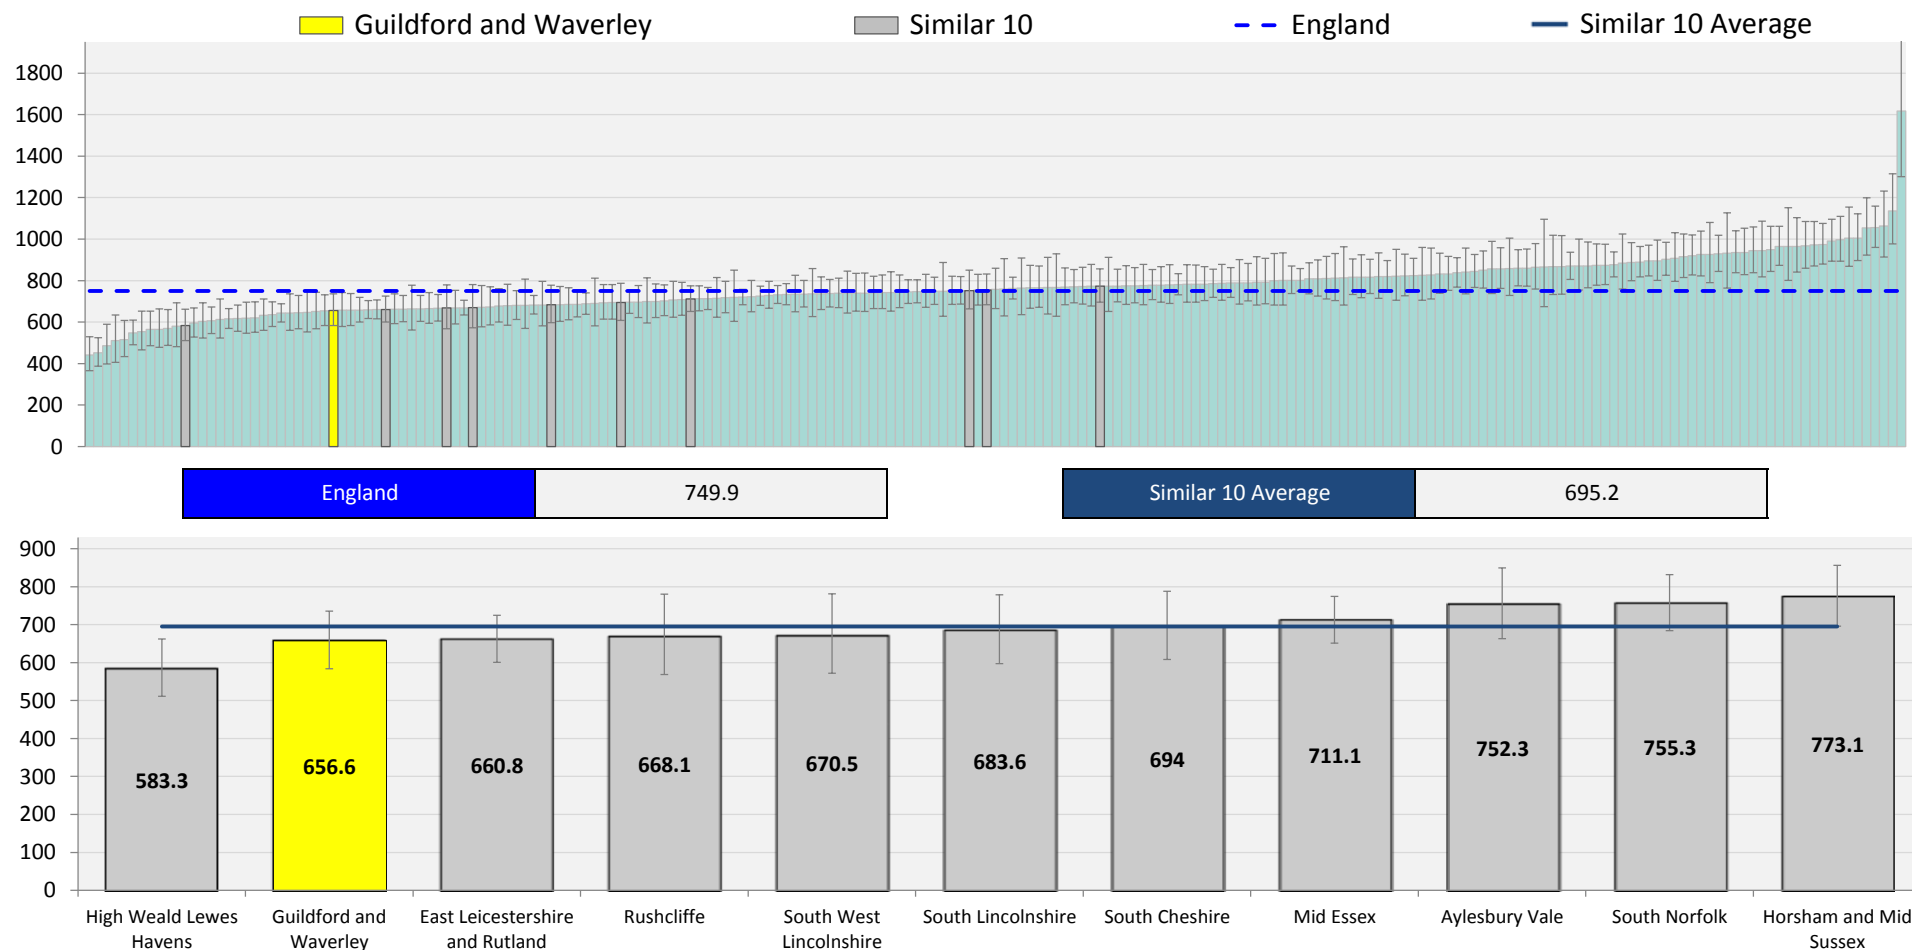 Guildford and Waverley Similar 10 England Similar 10 Average
1800
1600
1400
1200
1000
800
600
400
200
0
England 749.9 Similar 10 Average 695.2
900
800
700
600
500
400
300
200
100
0
583.3 656.6 660.8 668.1 670.5 683.6 694 711.1 752.3 755.3 773.1
High Weald Lewes Havens
Guildford and Waverley
East Leicestershire and Rutland
Rushcliffe
South West Lincolnshire
South Lincolnshire
South Cheshire
Mid Essex
Aylesbury Vale
South Norfolk
Horsham and Mid Sussex